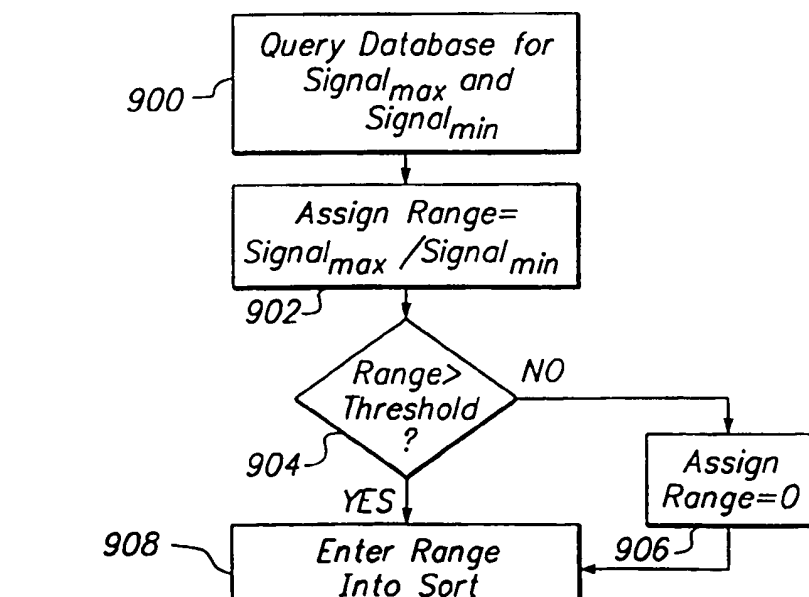 Query Database for
Signalmax and
Signalmin
900
Assign Range=
Signalmax /Signalmin
902
Range>
Threshold
?
NO
904
YES
Assign
Range=0
906
908
Enter Range
Into Sort